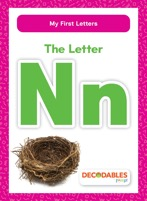 My First Letters
The Letter
Nn
DECODABLES